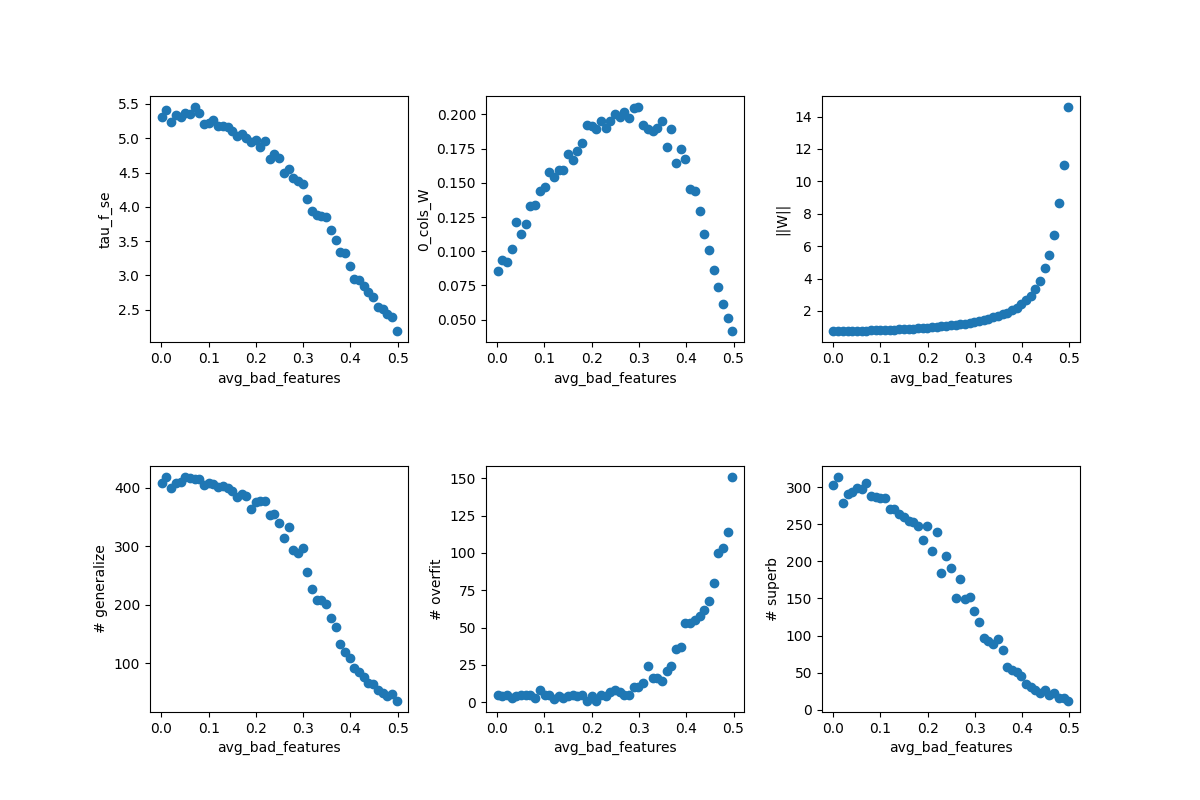 tau_f_se
5.5
5.0
4.5
4.0
3.5
3.0
2.5
0.0 0.1 0.2 0.3 0.4 0.5
avg_bad_features
0_cols_W
0.200
0.175
0.150
0.125
0.100
0.075
0.050
0.0 0.1 0.2 0.3 0.4 0.5
avg_bad_features
||W||
14
12
10
8
6
4
2
0.0 0.1 0.2 0.3 0.4 0.5
avg_bad_features
# generalize
400
300
200
100
0.0 0.1 0.2 0.3 0.4 0.5
avg_bad_features
# overfit
150
125
100
75
50
25
0
0.0 0.1 0.2 0.3 0.4 0.5
avg_bad_features
# superb
300
250
200
150
100
50
0
0.0 0.1 0.2 0.3 0.4 0.5
avg_bad_features